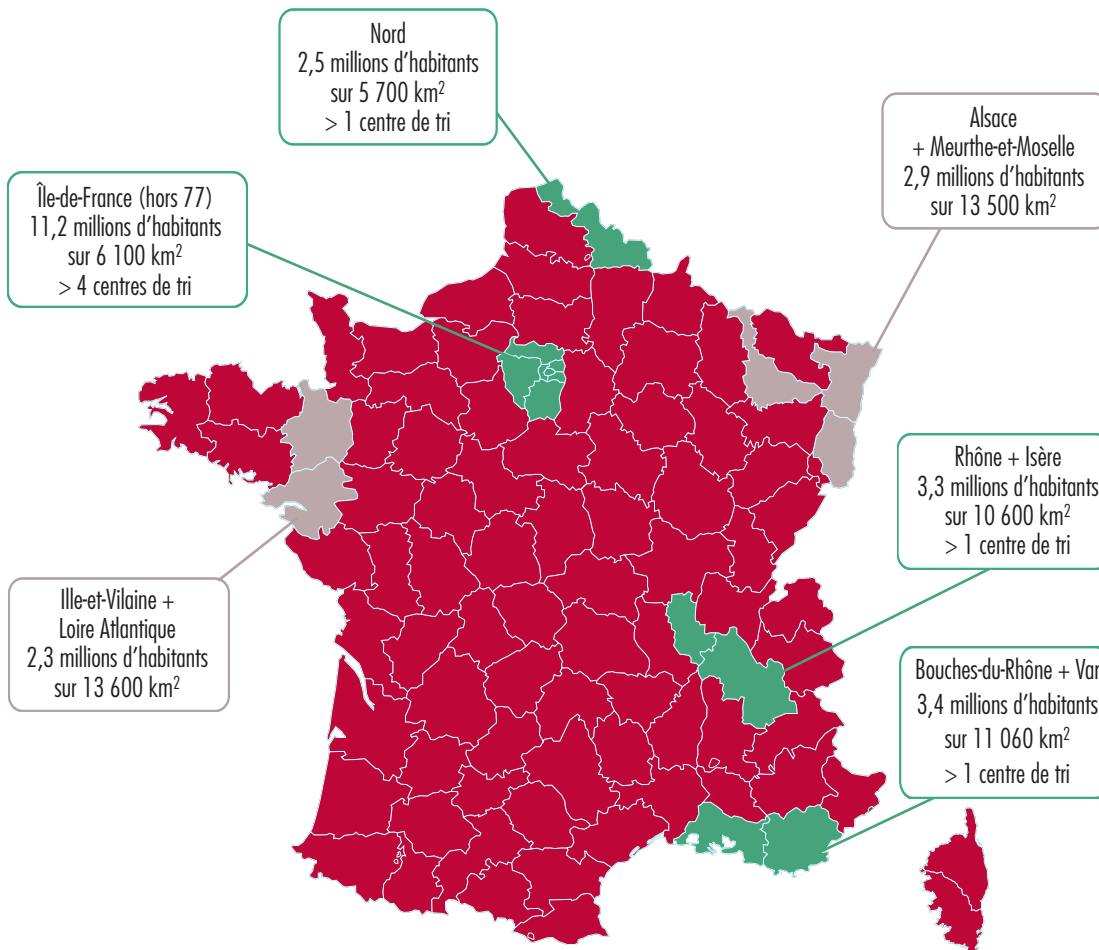 Nord
2,5 millions d'habitants
sur 5 700 km²
> 1 centre de tri
Alsace
+ Meurthe-et-Moselle
2,9 millions d'habitants
sur 13 500 km²
Île-de-France (hors 77)
11,2 millions d'habitants
sur 6 100 km²
> 4 centres de tri
Rhône + Isère
3,3 millions d'habitants
sur 10 600 km²
> 1 centre de tri
Ille-et-Vilaine +
Loire Atlantique
2,3 millions d'habitants
sur 13 600 km²
Bouches-du-Rhône + Var
3,4 millions d'habitants
sur 11 060 km²
> 1 centre de tri